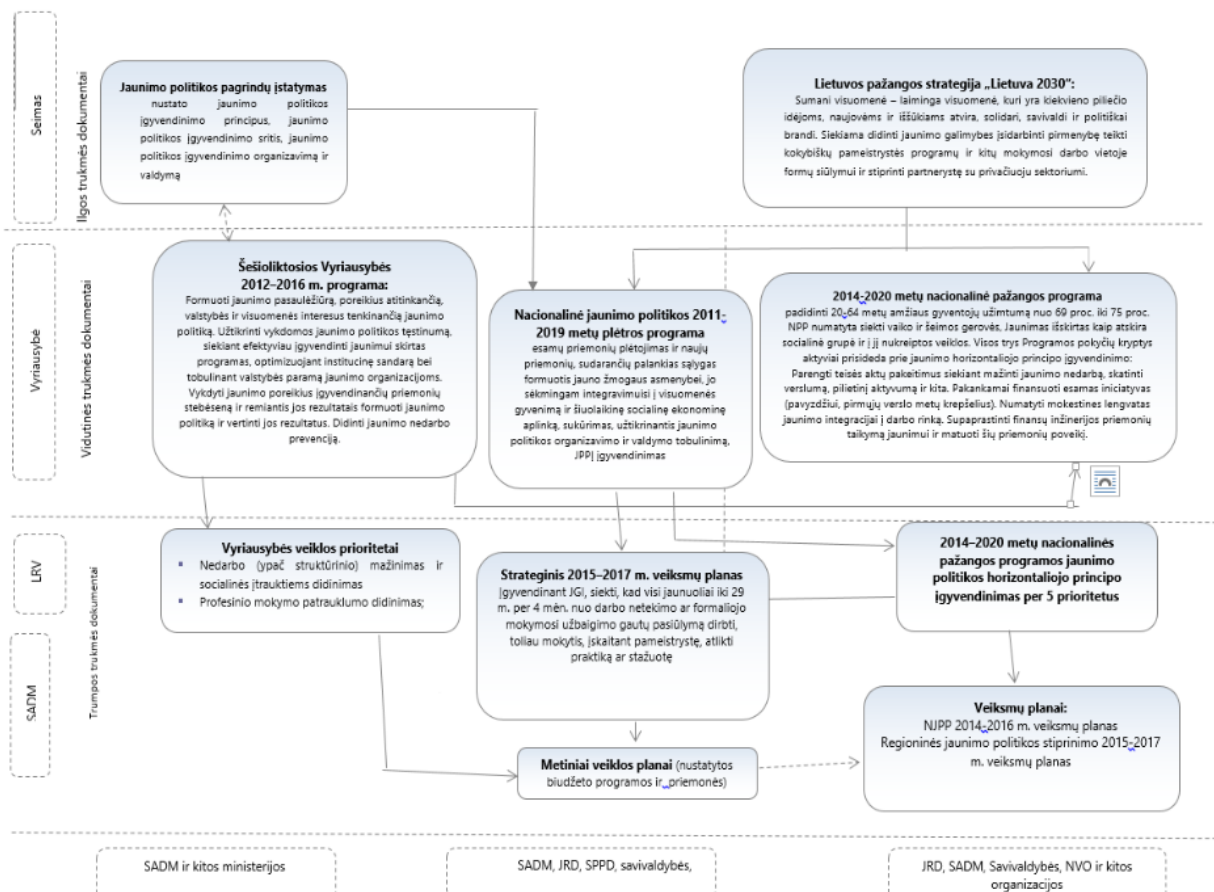 Seimas
Ilgos trukmės dokumentai
Jaunimo politikos pagrindų įstatymas
nustato jaunimo politikos
įgyvendinimo principus, jaunimo
politikos įgyvendinimo sritis, jaunimo
politikos įgyvendinimo organizavimą ir
valdymą
Lietuvos pažangos strategija „Lietuva 2030“:
Sumani visuomenė – laiminga visuomenė, kuri yra kiekvieno piliečio
idėjoms, naujovėms ir iššūkiams atvira, solidari, savivaldi ir politiškai
brandi. Siekiama didinti jaunimo galimybes įsidarbinti pirmenybę teikti
kokybiškų pameistrystės programų ir kitų mokymosi darbo vietoje
formų siūlymui ir stiprinti partnerystę su privačiuoju sektoriumi.
Vyriausybė
Vidutinės trukmės dokumentai
Šešioliktosios Vyriausybės
2012–2016 m. programa:
Formuoti jaunimo pasaulėžiūrą, poreikius atitinkančią,
valstybės ir visuomenės interesus tenkinančią jaunimo
politiką. Užtikrinti vykdomos jaunimo politikos tęstinumą,
siekiant efektyviau įgyvendinti jaunimui skirtas
programas, optimizuojant institucinę sandarą bei
tobulinant valstybės paramą jaunimo organizacijoms.
Vykdyti jaunimo poreikius įgyvendinančių priemonių
stebėseną ir remiantis jos rezultatais formuoti jaunimo
politiką ir vertinti jos rezultatus. Didinti jaunimo nedarbo
prevenciją.
Nacionalinė jaunimo politikos 2011-
2019 metų plėtros programa
esamų priemonių plėtojimas ir naujų
priemonių, sudarančių palankias sąlygas
formuotis jauno žmogaus asmenybei, jo
sėkmingam integravimuisi į visuomenės
gyvenimą ir šiuolaikinę socialinę ekonominę
aplinką, sukūrimas, užtikrinantis jaunimo
politikos organizavimo ir valdymo tobulinimą,
JPPĮ įgyvendinimas
2014-2020 metų nacionalinė pažangos programa
padidinti 20-64 metų amžiaus gyventojų užimtumą nuo 69 proc. iki 75 proc.
NPP numatyta siekti vaiko ir šeimos gerovės, Jaunimas išskirtas kaip atskira
socialinė grupė ir į jį nukreiptos veiklos. Visos trys Programos pokyčių kryptys
aktyviai prisideda prie jaunimo horizontaliojo principo įgyvendinimo:
Parengti teisės aktų pakeitimus siekiant mažinti jaunimo nedarbą, skatinti
verslumą, pilietinį aktyvumą ir kita. Pakankamai finansuoti esamas iniciatyvas
(pavyzdžiui, pirmųjų verslo metų krepšelius). Numatyti mokestines lengvatas
jaunimo integracijai į darbo rinką. Supaprastinti finansų inžinerijos priemonių
taikymą jaunimui ir matuoti šių priemonių poveikį.
LRV
SADM
Trumpos trukmės dokumentai
Vyriausybės veiklos prioritetai
▪ Nedarbo (ypač struktūrinio) mažinimas ir
socialinės įtraukties didinimas
▪ Profesinio mokymo patrauklumo didinimas;
Strateginis 2015–2017 m. veiksmų planas
Įgyvendinant JGI, siekti, kad visi jaunuoliai iki 29
m. per 4 mėn. nuo darbo netekimo ar formaliojo
mokymosi užbaigimo gautų pasiūlymą dirbti,
toliau mokytis, įskaitant pameistrystę, atlikti
praktiką ar stažuotę
2014–2020 metų nacionalinės
pažangos programos jaunimo
politikos horizontaliojo principo
įgyvendinimas per 5 prioritetus
Metiniai veiklos planai (nustatytos
biudžeto programos ir priemonės)
Veiksmų planai:
NJPP 2014-2016 m. veiksmų planas
Regioninės jaunimo politikos stiprinimo 2015-2017
m. veiksmų planas
SADM ir kitos ministerijos
SADM, JRD, SPPD, savivaldybės,
JRD, SADM, Savivaldybės, NVO ir kitos
organizacijos